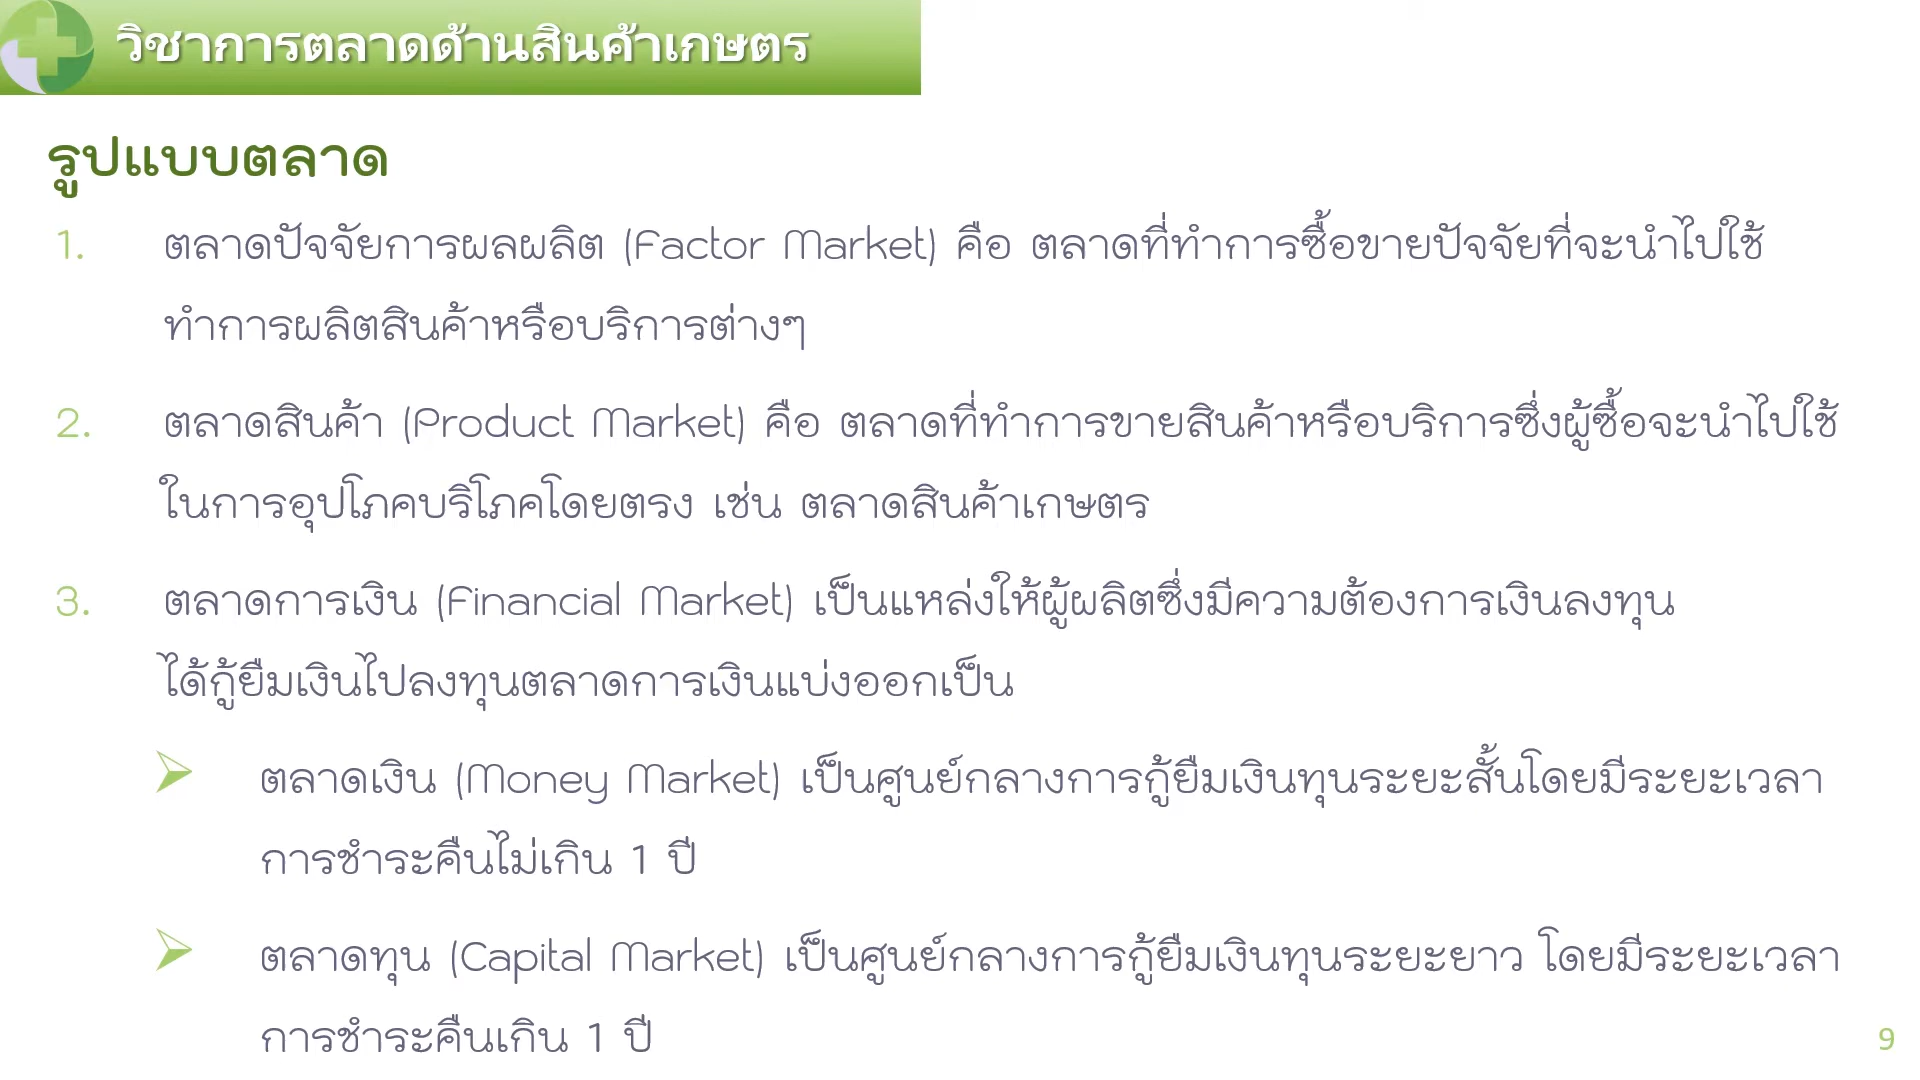 วิชาการตลาดด้านสินค้าเกษตร
รูปแบบตลาด
1. ตลาดปัจจัยการผลผลิต (Factor Market) คือ ตลาดที่ทำการซื้อขายปัจจัยที่จะนำไปใช้
ทำการผลิตสินค้าหรือบริการต่างๆ
2. ตลาดสินค้า (Product Market) คือ ตลาดที่ทำการขายสินค้าหรือบริการซึ่งผู้ซื้อจะนำไปใช้
ในการอุปโภคบริโภคโดยตรง เช่น ตลาดสินค้าเกษตร
3. ตลาดการเงิน (Financial Market) เป็นแหล่งให้ผู้ผลิตซึ่งมีความต้องการเงินลงทุน
ได้กู้ยืมเงินไปลงทุนตลาดการเงินแบ่งออกเป็น
ตลาดเงิน (Money Market) เป็นศูนย์กลางการกู้ยืมเงินทุนระยะสั้นโดยมีระยะเวลา
การชำระคืนไม่เกิน 1 ปี
ตลาดทุน (Capital Market) เป็นศูนย์กลางการกู้ยืมเงินทุนระยะยาว โดยมีระยะเวลา
การชำระคืนเกิน 1 ปี
9